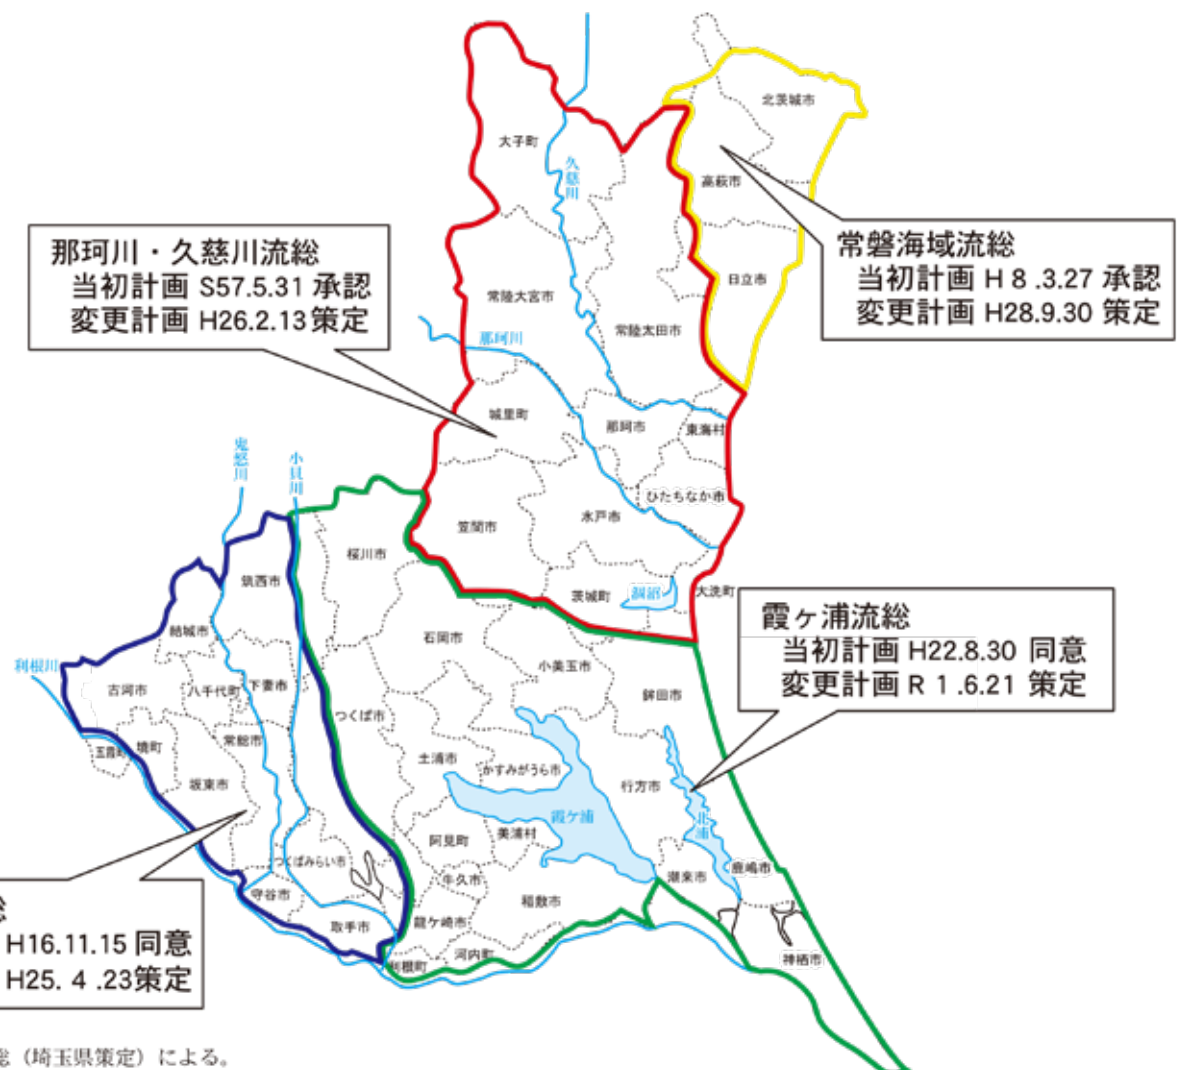 北茨城市
大子町
久慈川
高萩市
那珂川・久慈川流総
当初計画 S57.5.31 承認
変更計画 H26.2.13策定
常磐海域流総
当初計画 H 8 .3.27 承認
変更計画 H28.9.30 策定
日立市
常陸大宮市
常陸太田市
那珂川
城里町
那珂市
東海村
鬼怒川
小貝川
ひたちなか市
水戸市
笠間市
桜川市
筑西市
茨城町
涸沼
大洗町
霞ヶ浦流総
当初計画 H22.8.30 同意
変更計画 R 1 .6.21 策定
結城市
石岡市
小美玉市
利根川
古河市
八千代町
下妻市
鉾田市
つくば市
常総市
境町
五霞町
土浦市
かすみがうら市
坂東市
行方市
霞ケ浦
北浦
美浦村
阿見町
つくばみらい市
鹿嶋市
潮来市
牛久市
守谷市
稲敷市
取手市
龍ケ崎市
河内町
利根町
神栖市
総
H16.11.15 同意
H25. 4 .23策定
総（埼玉県策定）による。